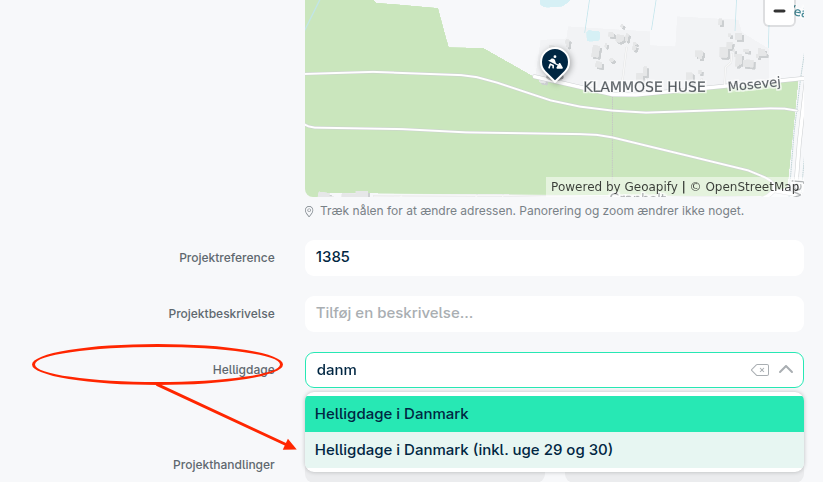 KLAMMOSE HUSE
Mosevej
Powered by Geoapify | © OpenStreetMap
Træk nålen for at ændre adressen. Panorering og zoom ændrer ikke noget.
Projektreference
1385
Projektbeskrivelse
Tilføj en beskrivelse...
Helligdage
danm
Helligdage i Danmark
Helligdage i Danmark (inkl. uge 29 og 30)
Projekthandlinger